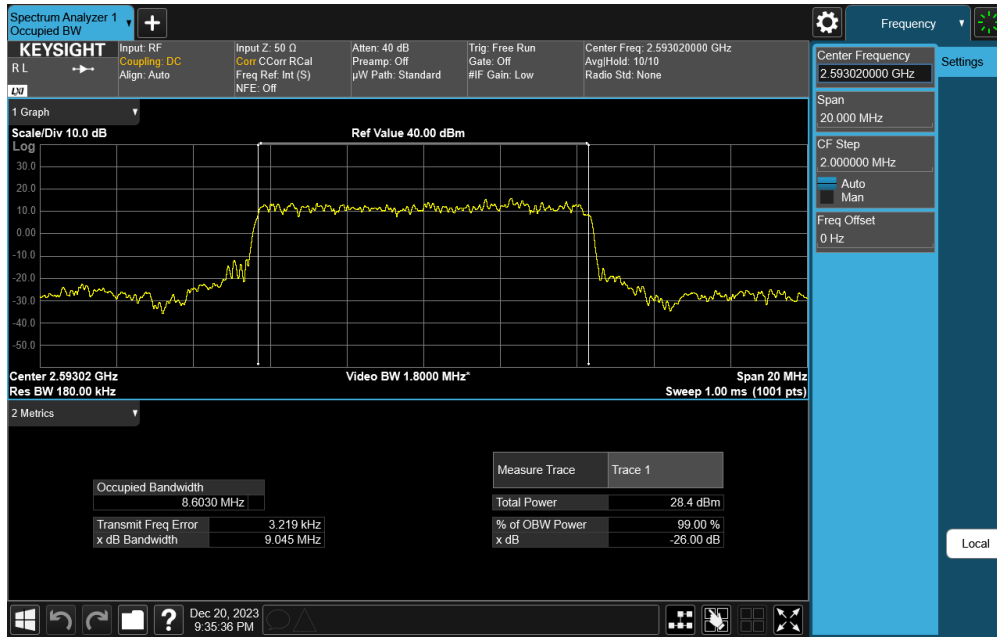 Spectrum Analyzer 1
Occupied BW
Frequency
KEYSIGHT
R L
LXI
Input: RF
Coupling: DC
Align: Auto
Input Z: 50 Ω
Corr CCorr RCal
Freq Ref: Int (S)
NFE: Off
Atten: 40 dB
Preamp: Off
µW Path: Standard
Trig: Free Run
Gate: Off
#IF Gain: Low
Center Freq: 2.593020000 GHz
Avg|Hold: 10/10
Radio Std: None
Center Frequency
2.593020000 GHz
Settings
Span
20.000 MHz
CF Step
2.000000 MHz
Auto
Man
Freq Offset
0 Hz
1 Graph
Scale/Div 10.0 dB
Ref Value 40.00 dBm
Log
30.0
20.0
10.0
0.00
-10.0
-20.0
-30.0
-40.0
-50.0
Center 2.59302 GHz
Video BW 1.8000 MHz*
Span 20 MHz
Res BW 180.00 kHz
Sweep 1.00 ms (1001 pts)
2 Metrics
Measure Trace
Trace 1
Occupied Bandwidth
8.6030 MHz
Total Power
28.4 dBm
Transmit Freq Error
3.219 kHz
% of OBW Power
99.00 %
x dB Bandwidth
9.045 MHz
x dB
-26.00 dB
Local
?
Dec 20, 2023
9:35:36 PM